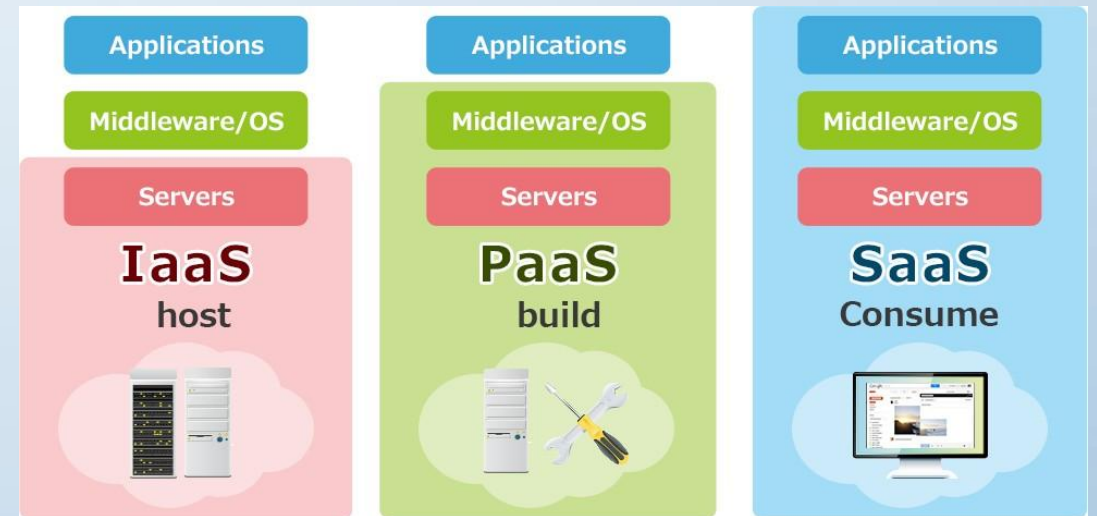 Applications
Middleware/OS
Servers
IaaS
host
Applications
Middleware/OS
Servers
PaaS
build
Applications
Middleware/OS
Servers
SaaS
Consume